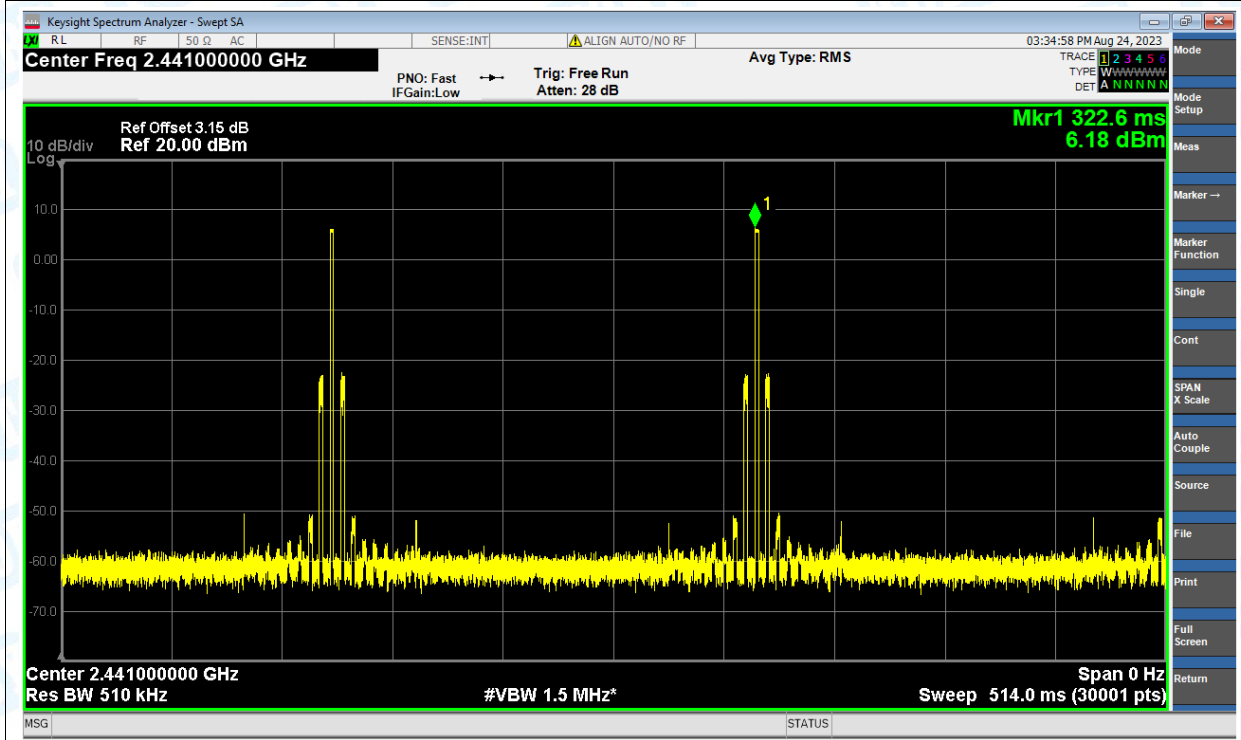 Keysight Spectrum Analyzer - Swept SA
LXI RL RF 50 Ω AC SENSE:INT ALIGN AUTO/NO RF 03:34:58 PM Aug 24, 2023
Center Freq 2.441000000 GHz
PNO: Fast
IFGain:Low
Trig: Free Run
Atten: 28 dB
Avg Type: RMS
TRACE 1 2 3 4 5 6
TYPE WWWWWW
DET A N N N N N
Ref Offset 3.15 dB
10 dB/div Ref 20.00 dBm
Log
Mkr1 322.6 ms
6.18 dBm
1
10.0
0.00
-10.0
-20.0
-30.0
-40.0
-50.0
-60.0
-70.0
Center 2.441000000 GHz Span 0 Hz
Res BW 510 kHz #VBW 1.5 MHz* Sweep 514.0 ms (30001 pts)
MSG STATUS
Mode
Mode
Setup
Meas
Marker →
Marker
Function
Single
Cont
SPAN
X Scale
Auto
Couple
Source
File
Print
Full
Screen
Return